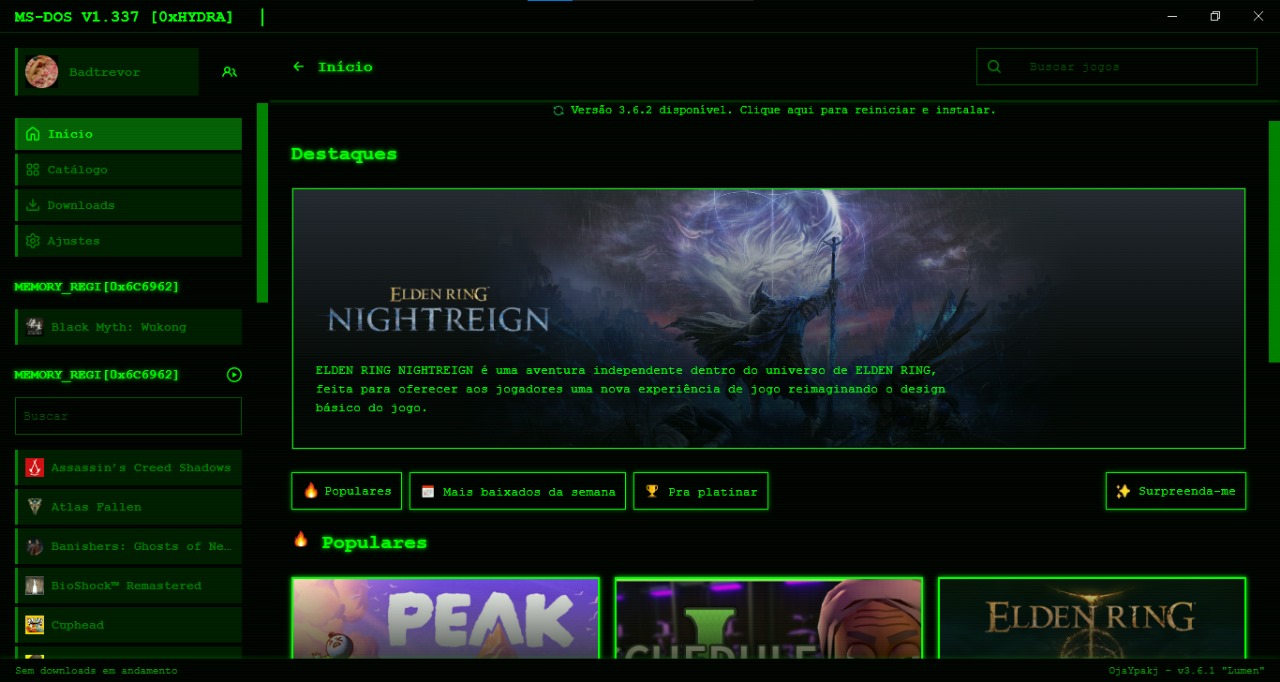 MS-DOS V1.337 [0xHYDRA]
Badtrevor
Início
Catálogo
Downloads
Ajustes
MEMORY_REGI[0x6C6962]
Black Myth: Wukong
MEMORY_REGI[0x6C6962]
Buscar
Assassin's Creed Shadows
Atlas Fallen
Banishers: Ghosts of Ne…
BioShock™ Remastered
Cuphead
Início
Buscar jogos
Versão 3.6.2 disponível. Clique aqui para reiniciar e instalar.
Destaques
ELDEN RING
NIGHTREIGN
ELDEN RING NIGHTREIGN é uma aventura independente dentro do universo de ELDEN RING,
feita para oferecer aos jogadores uma nova experiência de jogo reimaginando o design
básico do jogo.
Populares
Mais baixados da semana
Pra platinar
Surpreenda-me
Populares
PEAK
I
SCHEDULE
ELDEN RING
Sem downloads em andamento
OjaYpakj - v3.6.1 "Lumen"